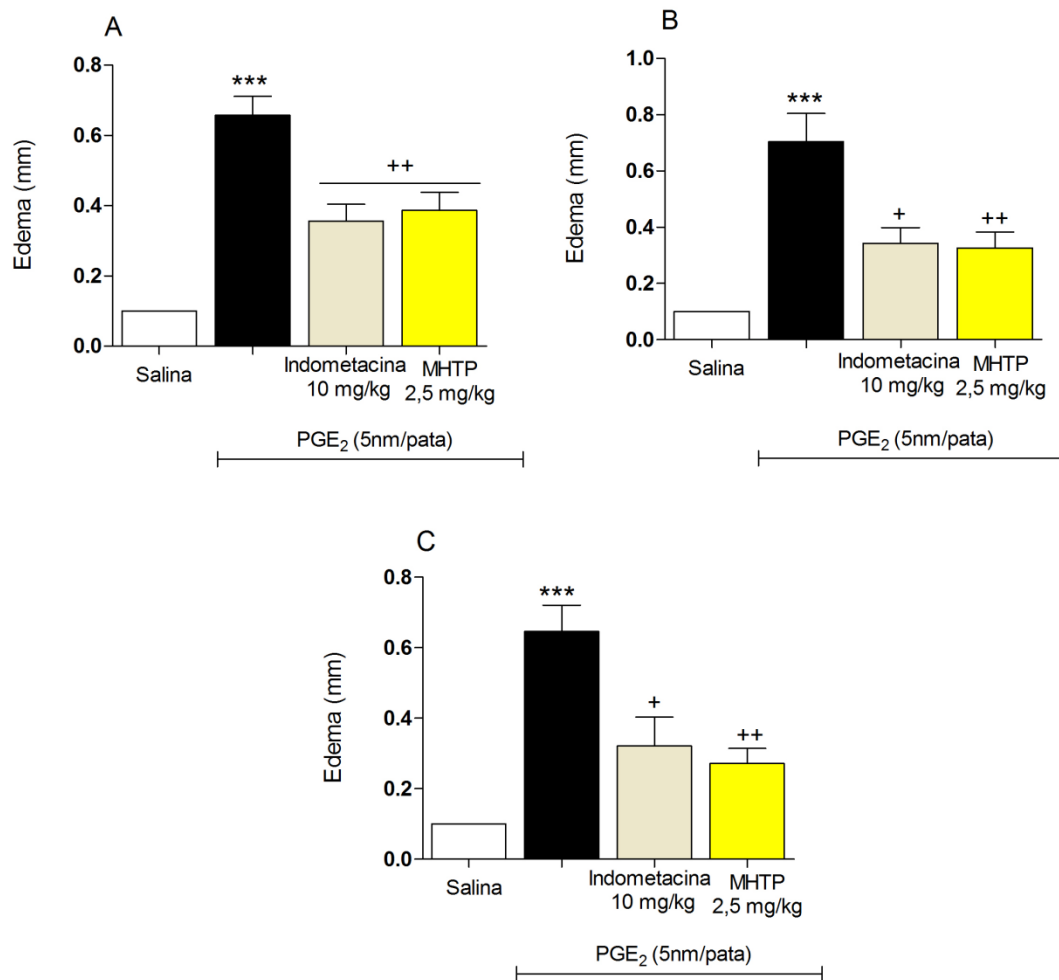 A
Edema (mm)
0.8
0.6
0.4
0.2
0.0
***
++
Salina
Indometacina
10 mg/kg
MHTP
2,5 mg/kg
PGE₂ (5nm/pata)
B
Edema (mm)
1.0
0.8
0.6
0.4
0.2
0.0
***
+
++
Salina
Indometacina
10 mg/kg
MHTP
2,5 mg/kg
PGE₂ (5nm/pata)
C
Edema (mm)
0.8
0.6
0.4
0.2
0.0
***
+
++
Salina
Indometacina
10 mg/kg
MHTP
2,5 mg/kg
PGE₂ (5nm/pata)